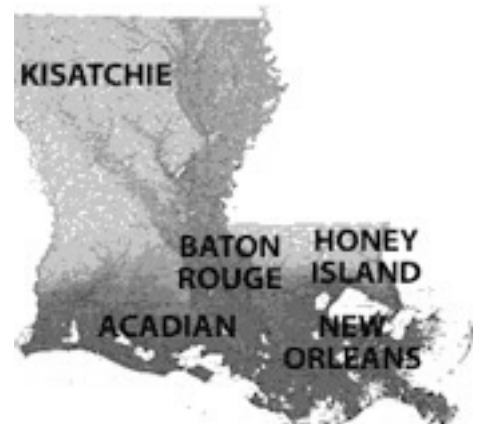 KISATCHIE
BATON
ROUGE
HONEY
ISLAND
ACADIAN
NEW
ORLEANS